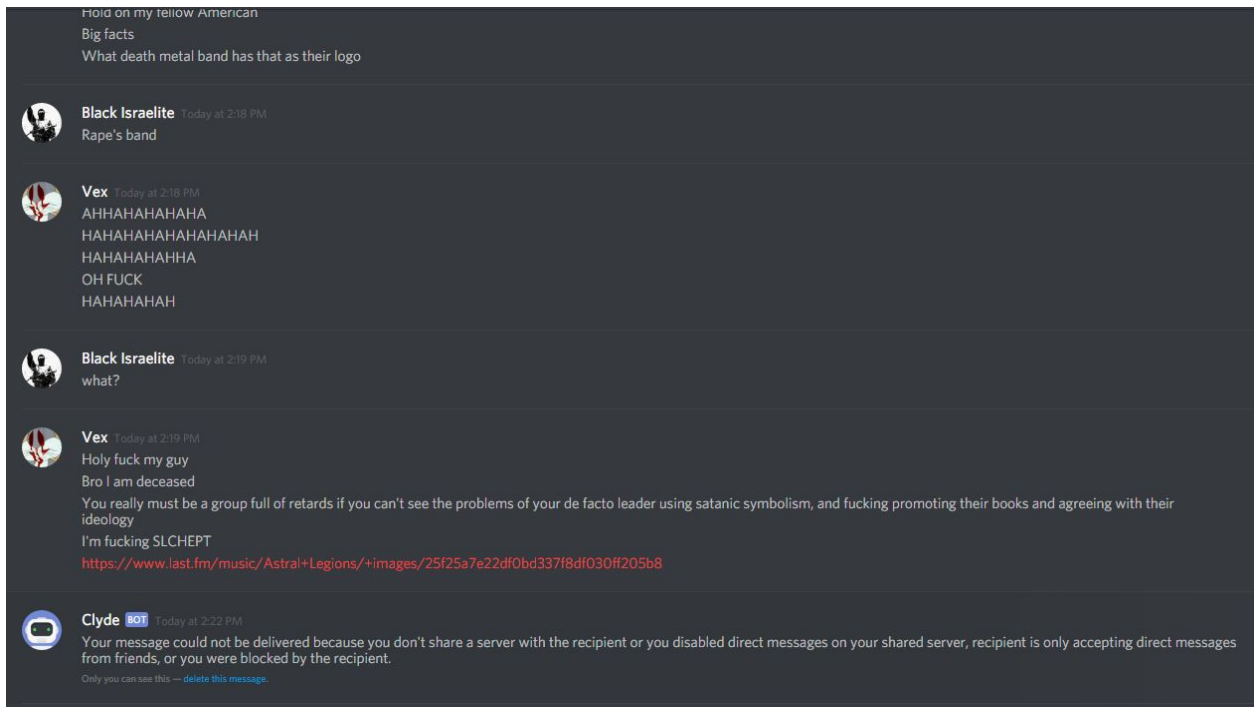 Hold on my fellow American
Big facts
What death metal band has that as their logo
Black Israelite Today at 2:18 PM
Rape's band
Vex Today at 2:18 PM
AHHAHAHAHAHA
HAHAHAHAHAHAHAHAH
HAHAHAHAHHA
OH FUCK
HAHAHAHAH
Black Israelite Today at 2:19 PM
what?
Vex Today at 2:19 PM
Holy fuck my guy
Bro I am deceased
You really must be a group full of retards if you can't see the problems of your de facto leader using satanic symbolism, and fucking promoting their books and agreeing with their
ideology
I'm fucking SLCHEPT
https://www.last.fm/music/Astral+Legions/+images/25f25a7e22df0bd337f8df030ff205b8
Clyde BOT Today at 2:22 PM
Your message could not be delivered because you don't share a server with the recipient or you disabled direct messages on your shared server, recipient is only accepting direct messages
from friends, or you were blocked by the recipient.
Only you can see this — delete this message.